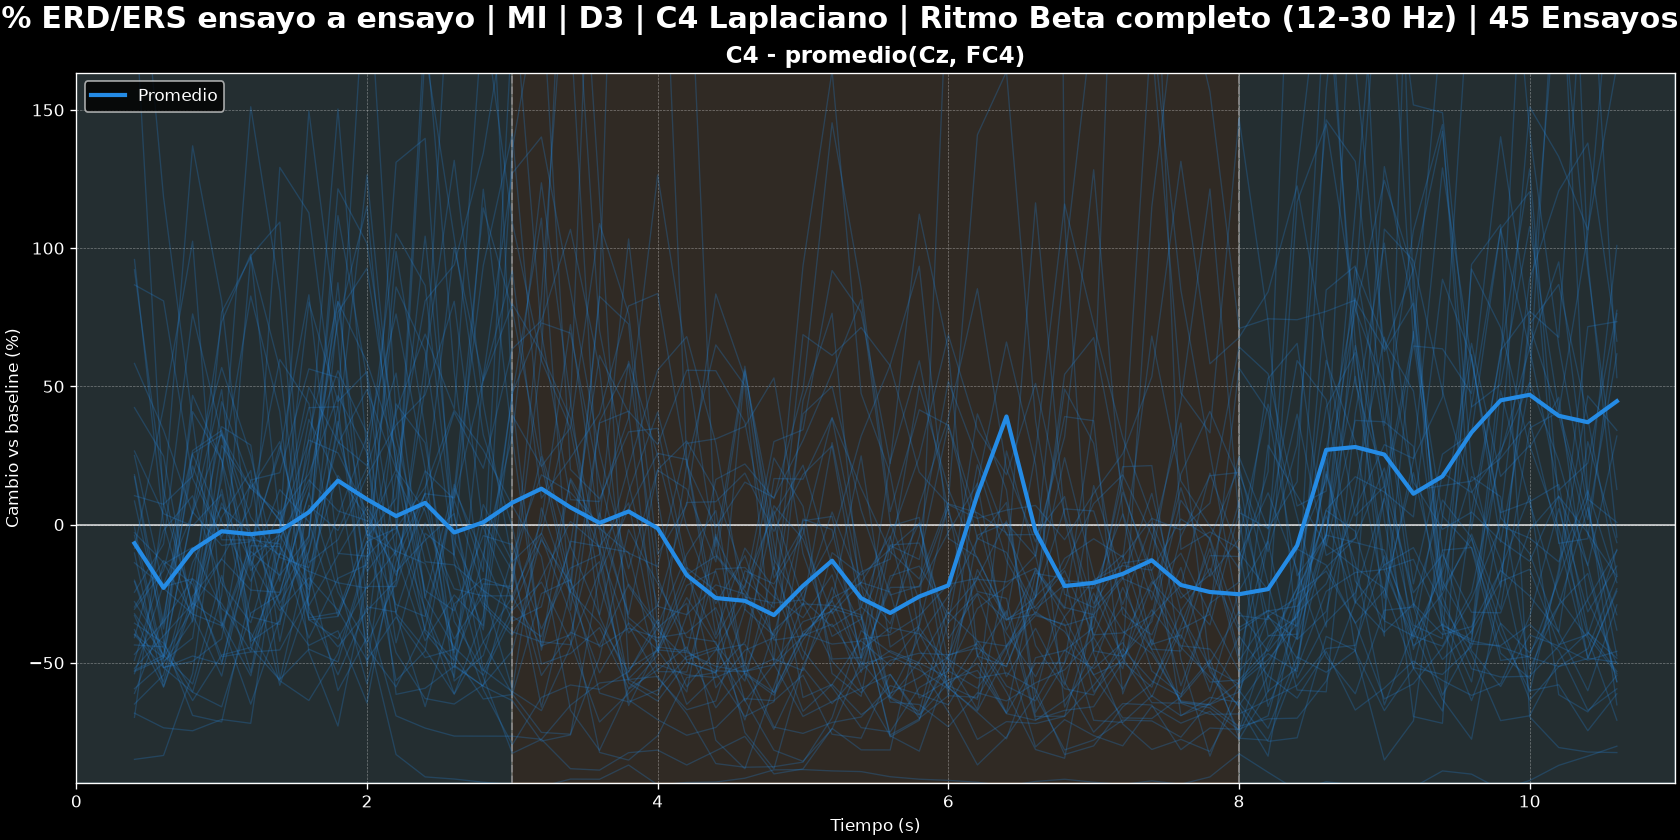 % ERD/ERS ensayo a ensayo | MI | D3 | C4 Laplaciano | Ritmo Beta completo (12-30 Hz) | 45 Ensayos
C4 - promedio(Cz, FC4)
Promedio
150
100
50
0
−50
Cambio vs baseline (%)
0 2 4 6 8 10
Tiempo (s)